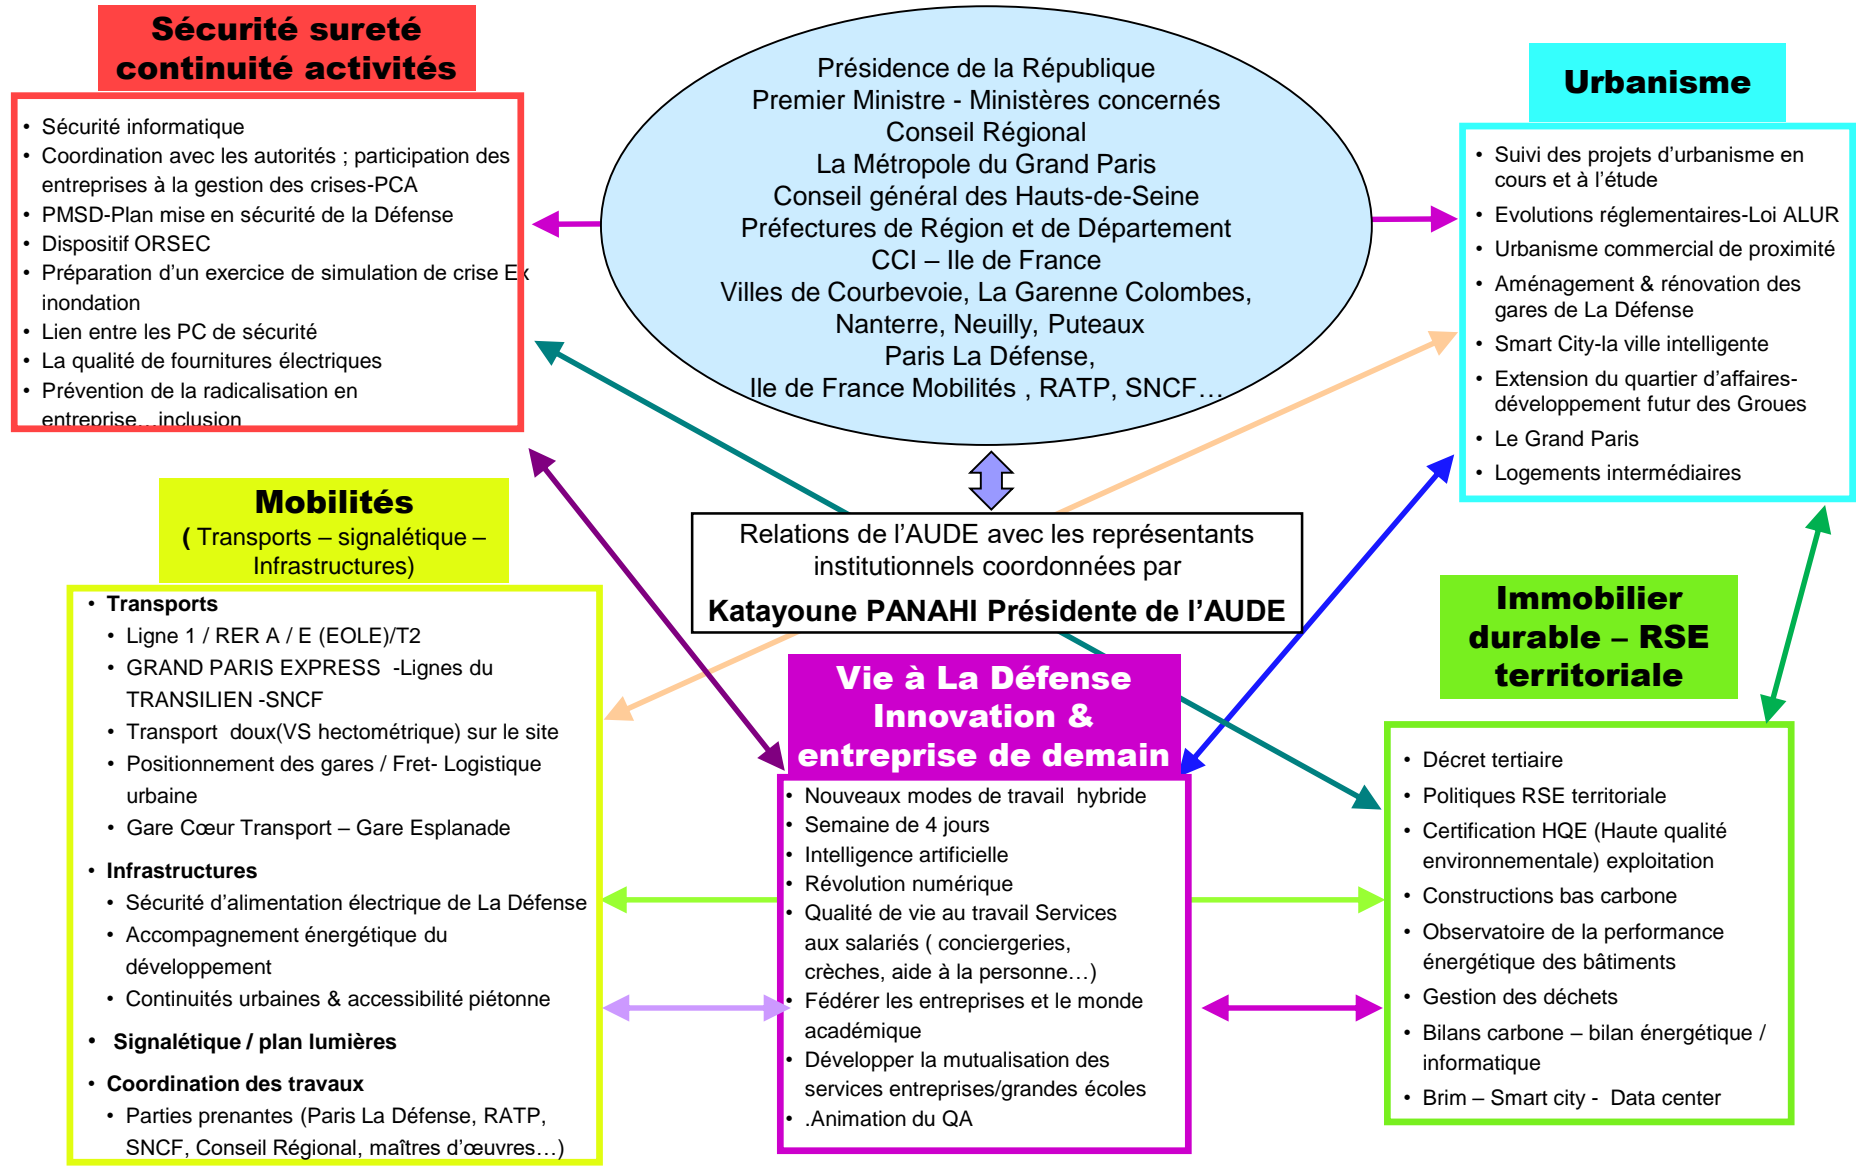 Sécurité sureté
continuité activités
• Sécurité informatique
• Coordination avec les autorités ; participation des
entreprises à la gestion des crises-PCA
• PMSD-Plan mise en sécurité de la Défense
• Dispositif ORSEC
• Préparation d’un exercice de simulation de crise Ex
inondation
• Lien entre les PC de sécurité
• La qualité de fournitures électriques
• Prévention de la radicalisation en
entreprise…inclusion
Présidence de la République
Premier Ministre - Ministères concernés
Conseil Régional
La Métropole du Grand Paris
Conseil général des Hauts-de-Seine
Préfectures de Région et de Département
CCI – Ile de France
Villes de Courbevoie, La Garenne Colombes,
Nanterre, Neuilly, Puteaux
Paris La Défense,
Ile de France Mobilités , RATP, SNCF…
Urbanisme
• Suivi des projets d’urbanisme en
cours et à l’étude
• Evolutions réglementaires-Loi ALUR
• Urbanisme commercial de proximité
• Aménagement & rénovation des
gares de La Défense
• Smart City-la ville intelligente
• Extension du quartier d’affaires-
développement futur des Groues
• Le Grand Paris
• Logements intermédiaires
Relations de l’AUDE avec les représentants
institutionnels coordonnées par
Katayoune PANAHI Présidente de l’AUDE
Mobilités
( Transports – signalétique –
Infrastructures)
• Transports
• Ligne 1 / RER A / E (EOLE)/T2
• GRAND PARIS EXPRESS -Lignes du
TRANSILIEN -SNCF
• Transport doux(VS hectométrique) sur le site
• Positionnement des gares / Fret- Logistique
urbaine
• Gare Cœur Transport – Gare Esplanade
• Infrastructures
• Sécurité d’alimentation électrique de La Défense
• Accompagnement énergétique du
développement
• Continuités urbaines & accessibilité piétonne
• Signalétique / plan lumières
• Coordination des travaux
• Parties prenantes (Paris La Défense, RATP,
SNCF, Conseil Régional, maîtres d’œuvres…)
Vie à La Défense
Innovation &
entreprise de demain
• Nouveaux modes de travail hybride
• Semaine de 4 jours
• Intelligence artificielle
• Révolution numérique
• Qualité de vie au travail Services
aux salariés ( conciergeries,
crèches, aide à la personne…)
• Fédérer les entreprises et le monde
académique
• Développer la mutualisation des
services entreprises/grandes écoles
• .Animation du QA
Immobilier
durable – RSE
territoriale
• Décret tertiaire
• Politiques RSE territoriale
• Certification HQE (Haute qualité
environnementale) exploitation
• Constructions bas carbone
• Observatoire de la performance
énergétique des bâtiments
• Gestion des déchets
• Bilans carbone – bilan énergétique /
informatique
• Brim – Smart city - Data center